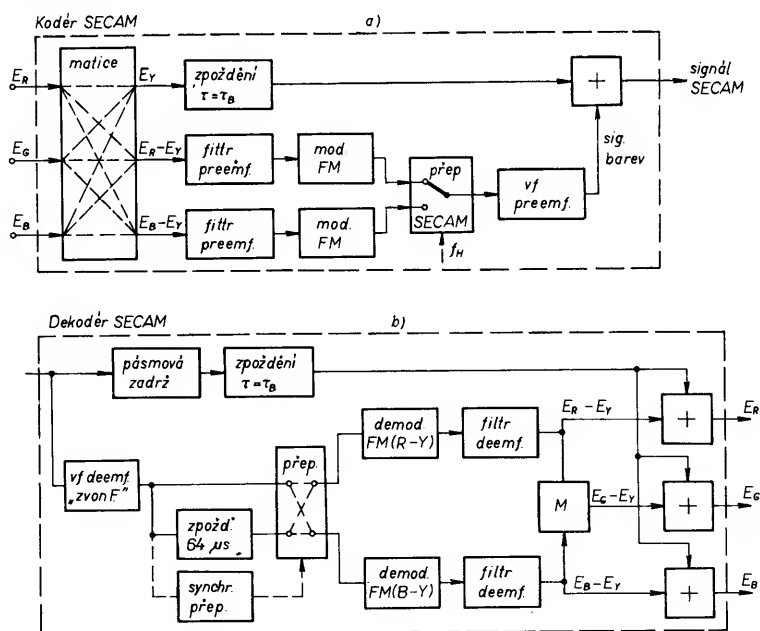 Kodér SECAM
a)
E_R
matice
E_Y
zpoždění
τ=τ_B
+
signál
SECAM
E_G
E_R–E_Y
fittr
preemf.
mod
FM
přep
SECAM
f_H
vf
preemf.
sig.
barev
E_B
E_B–E_Y
fittr
preemf.
mod.
FM
Dekodér SECAM
b)
pásmová
zadrž
zpoždění
τ=τ_B
demod.
FM(R–Y)
filtr
deemf.
E_R–E_Y
+
E_R
vf deemf.
„zvon F."
přep.
zpožď.
64 µs
M
E_G–E_Y
+
E_G
synchr.
přep.
demod.
FM(B–Y)
filtr
deemf.
E_B–E_Y
+
E_B